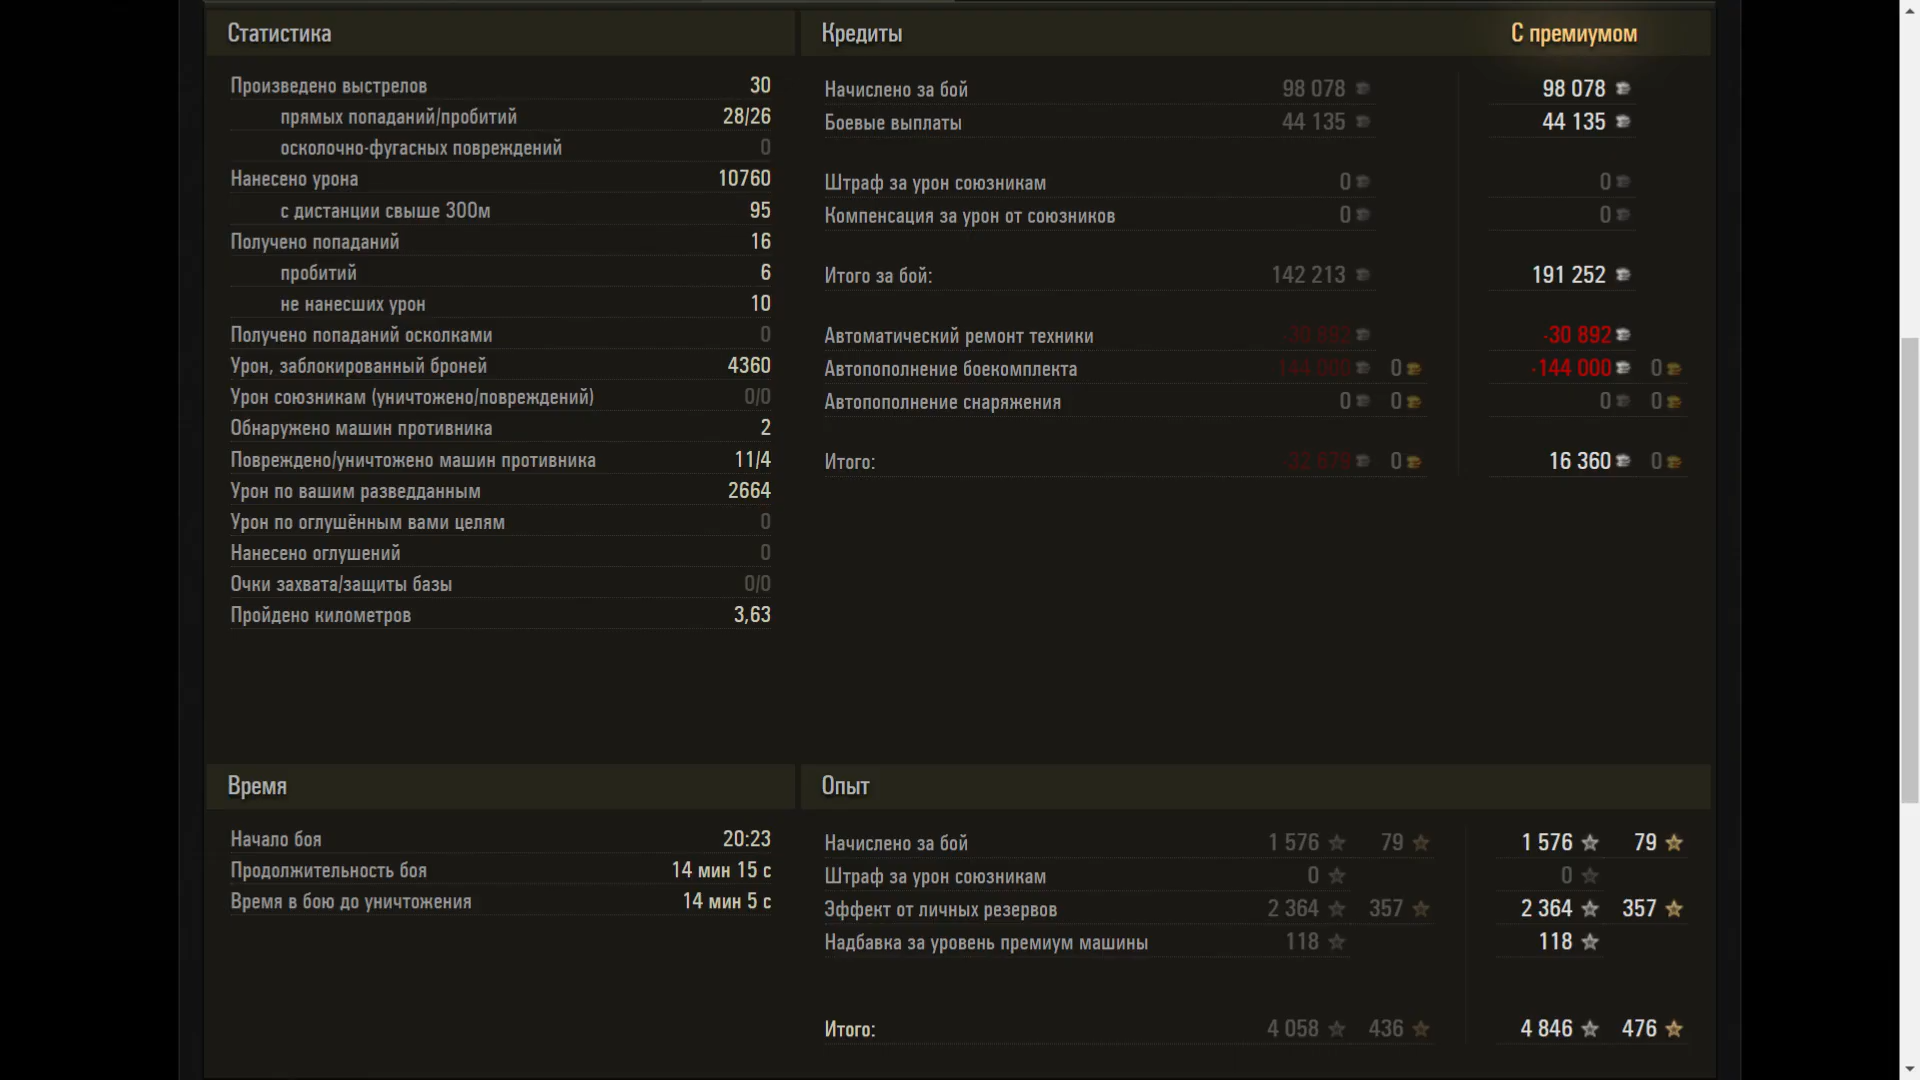 Статистика
Произведено выстрелов 30
прямых попаданий/пробитий 28/26
осколочно-фугасных повреждений 0
Нанесено урона 10760
с дистанции свыше 300м 95
Получено попаданий 16
пробитий 6
не нанесших урон 10
Получено попаданий осколками 0
Урон, заблокированный броней 4360
Урон союзникам (уничтожено/повреждений) 0/0
Обнаружено машин противника 2
Повреждено/уничтожено машин противника 11/4
Урон по вашим разведданным 2664
Урон по оглушённым вами целям 0
Нанесено оглушений 0
Очки захвата/защиты базы 0/0
Пройдено километров 3,63
Кредиты С премиумом
Начислено за бой 98 078 98 078
Боевые выплаты 44 135 44 135
Штраф за урон союзникам 0 0
Компенсация за урон от союзников 0 0
Итого за бой: 142 213 191 252
Автоматический ремонт техники -30 892 -30 892
Автопополнение боекомплекта -144 000 0 -144 000 0
Автопополнение снаряжения 0 0 0 0
Итого: -32 679 0 16 360 0
Время
Начало боя 20:23
Продолжительность боя 14 мин 15 с
Время в бою до уничтожения 14 мин 5 с
Опыт
Начислено за бой 1 576 79 1 576 79
Штраф за урон союзникам 0 0
Эффект от личных резервов 2 364 357 2 364 357
Надбавка за уровень премиум машины 118 118
Итого: 4 058 436 4 846 476